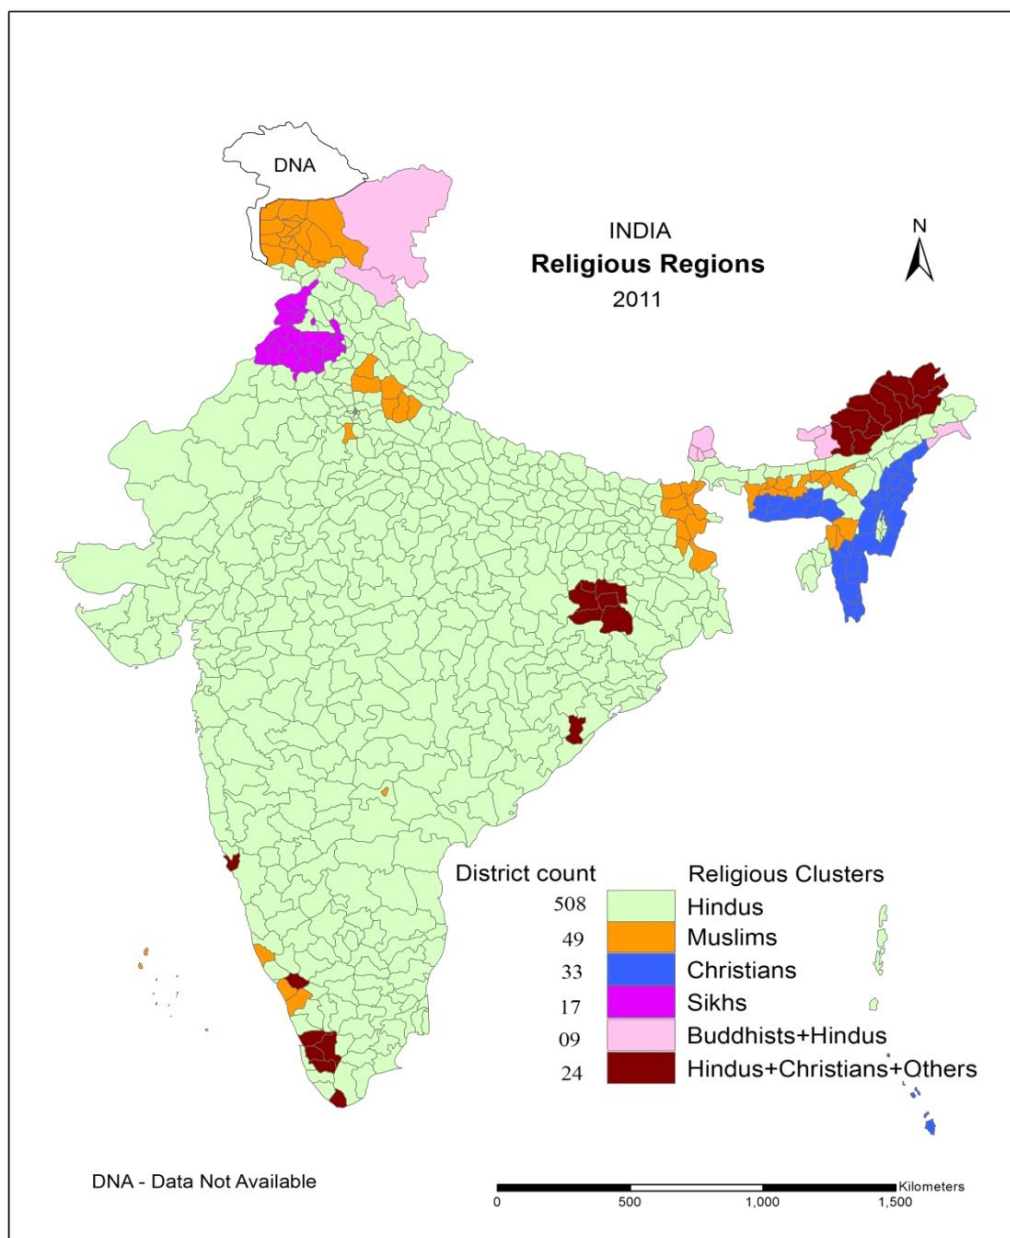 DNA
INDIA
Religious Regions
2011
N
District count Religious Clusters
508 Hindus
49 Muslims
33 Christians
17 Sikhs
09 Buddhists+Hindus
24 Hindus+Christians+Others
DNA - Data Not Available
Kilometers
0 500 1,000 1,500